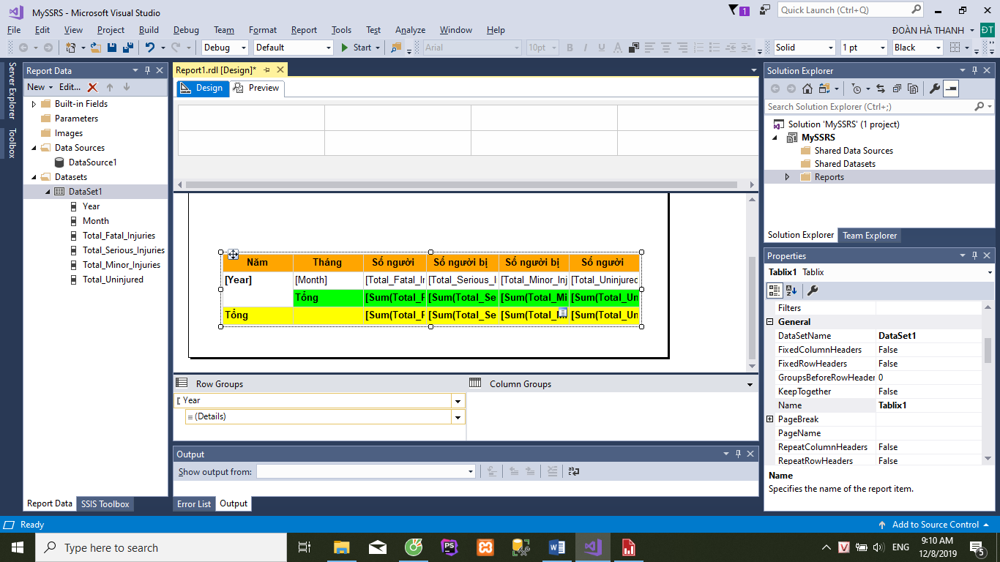 MySSRS - Microsoft Visual Studio
1
Quick Launch (Ctrl+Q)
File Edit View Project Build Debug Team Format Report Tools Test Analyze Window Help
ĐOÀN HÀ THANH ĐT
Debug Default Start Arial 10pt B I U A Solid 1 pt Black
Server Explorer
Toolbox
Report Data
New Edit...
Built-in Fields
Parameters
Images
Data Sources
DataSource1
Datasets
DataSet1
Year
Month
Total_Fatal_Injuries
Total_Serious_Injuries
Total_Minor_Injuries
Total_Uninjured
Report Data SSIS Toolbox
Report1.rdl [Design]*
Design Preview
Năm Tháng Số người Số người bị Số người bị Số người
[Year] [Month] [Total_Fatal_In [Total_Serious_I [Total_Minor_Inj [Total_Uninjured
Tổng [Sum(Total_F [Sum(Total_Se [Sum(Total_Mi [Sum(Total_Un
Tổng [Sum(Total_F [Sum(Total_Se [Sum(Total_M [Sum(Total_Un
Row Groups Column Groups
Year
(Details)
Output
Show output from:
Error List Output
Solution Explorer
Search Solution Explorer (Ctrl+;)
Solution 'MySSRS' (1 project)
MySSRS
Shared Data Sources
Shared Datasets
Reports
Solution Explorer Team Explorer
Properties
Tablix1 Tablix
Filters
General
DataSetName DataSet1
FixedColumnHeaders False
FixedRowHeaders False
GroupsBeforeRowHeader 0
KeepTogether False
Name Tablix1
PageBreak
PageName
RepeatColumnHeaders False
RepeatRowHeaders False
Name
Specifies the name of the report item.
Ready
Add to Source Control
Type here to search
PS
W
V ENG
9:10 AM
12/8/2019
5